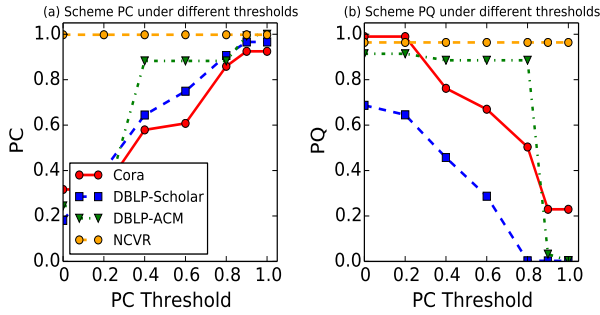 (a) Scheme PC under different thresholds
(b) Scheme PQ under different thresholds
1.0
0.8
0.6
0.4
0.2
0.0
PC
0
0.2
0.4
0.6
0.8
1.0
PC Threshold
Cora
DBLP-Scholar
DBLP-ACM
NCVR
1.0
0.8
0.6
0.4
0.2
0.0
PQ
0
0.2
0.4
0.6
0.8
1.0
PC Threshold